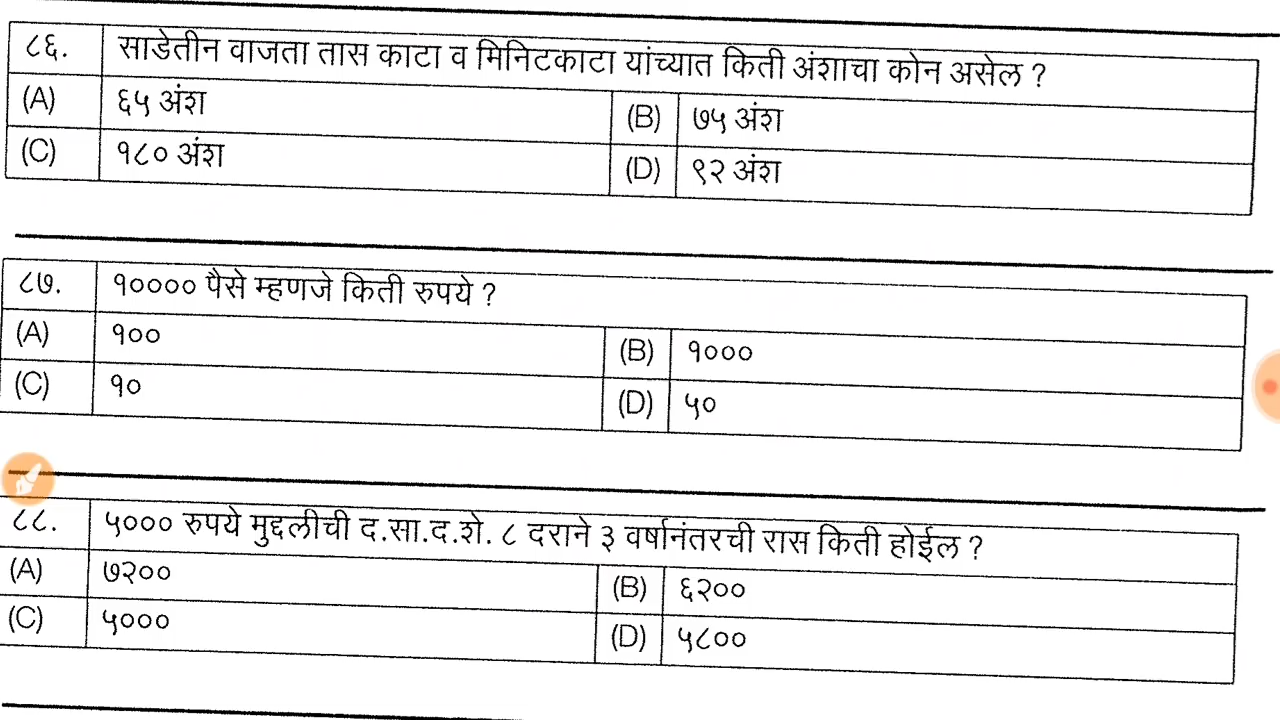 ८६. साडेतीन वाजता तास काटा व मिनिटकाटा यांच्यात किती अंशाचा कोन असेल ?
(A) ६५ अंश (B) ७५ अंश
(C) १८० अंश (D) ९२ अंश
८७. १०००० पैसे म्हणजे किती रुपये ?
(A) १०० (B) १०००
(C) १० (D) ५०
८८. ५००० रुपये मुद्दलीची द.सा.द.शे. ८ दराने ३ वर्षानंतरची रास किती होईल ?
(A) ७२०० (B) ६२००
(C) ५००० (D) ५८००